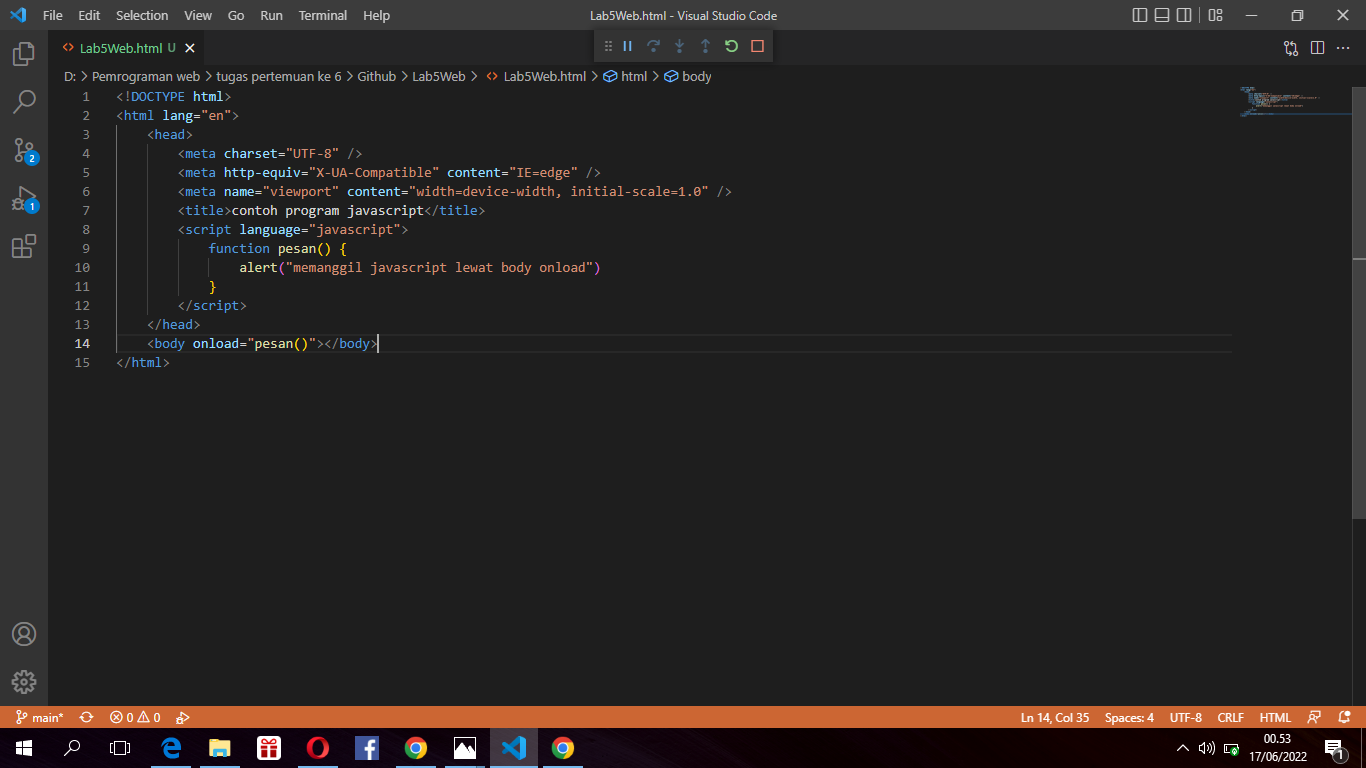 File Edit Selection View Go Run Terminal Help Lab5Web.html - Visual Studio Code
Lab5Web.html U
D: > Pemrograman web > tugas pertemuan ke 6 > Github > Lab5Web > Lab5Web.html > html > body
1 <!DOCTYPE html>
2 <html lang="en">
3 <head>
4 <meta charset="UTF-8" />
5 <meta http-equiv="X-UA-Compatible" content="IE=edge" />
6 <meta name="viewport" content="width=device-width, initial-scale=1.0" />
7 <title>contoh program javascript</title>
8 <script language="javascript">
9 function pesan() {
10 alert("memanggil javascript lewat body onload")
11 }
12 </script>
13 </head>
14 <body onload="pesan()"></body>
15 </html>
2
1
main* 0 0 Ln 14, Col 35 Spaces: 4 UTF-8 CRLF HTML
00.53
17/06/2022
1